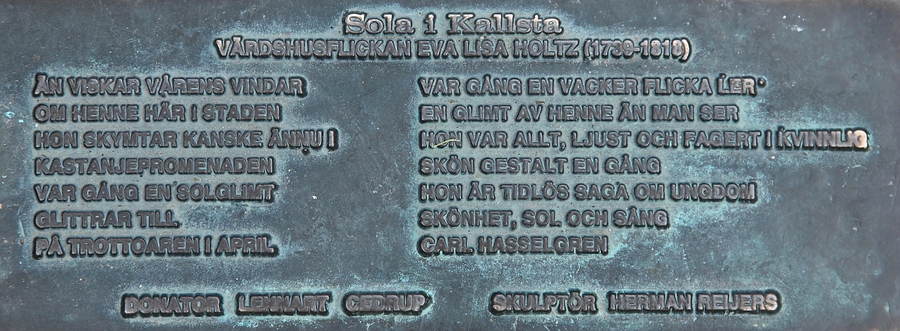 Sola i Kallsta
VÄRDSHUSFLICKAN EVA LISA HOLTZ (1739-1818)
ÄN VISKAR VÅRENS VINDAR
OM HENNE HÄR I STADEN
HON SKYMTAR KANSKE ÄNNU I
KASTANJEPROMENADEN
VAR GÅNG EN SOLGLIMT
GLITTRAR TILL
PÅ TROTTOAREN I APRIL
VAR GÅNG EN VACKER FLICKA LER
EN GLIMT AV HENNE ÄN MAN SER
HON VAR ALLT, LJUST OCH FAGERT I KVINNLIG
SKÖN GESTALT EN GÅNG
HON ÄR TIDLÖS SAGA OM UNGDOM
SKÖNHET, SOL OCH SÅNG
CARL HASSELGREN
DONATOR LENNART GEDRUP
SKULPTÖR HERMAN REIJERS